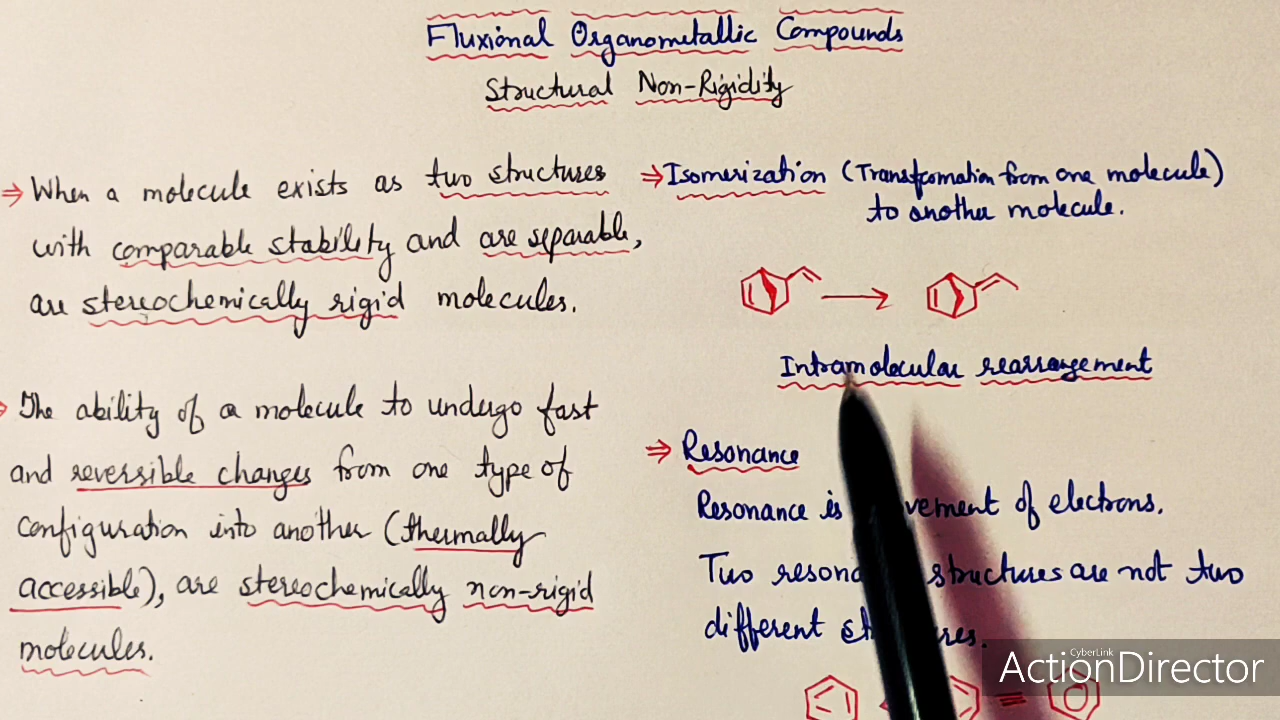 Fluxional Organometallic Compounds
Structural Non-Rigidity
⇒ When a molecule exists as two structures
with comparable stability and are separable,
are stereochemically rigid molecules.
The ability of a molecule to undergo fast
and reversible changes from one type of
configuration into another (thermally
accessible), are stereochemically non-rigid
molecules.
⇒ Isomerization (Transformation from one molecule)
to another molecule.
Intramolecular rearrangement
⇒ Resonance
Resonance is of electrons.
Two structures are not two
different
CyberLink
ActionDirector